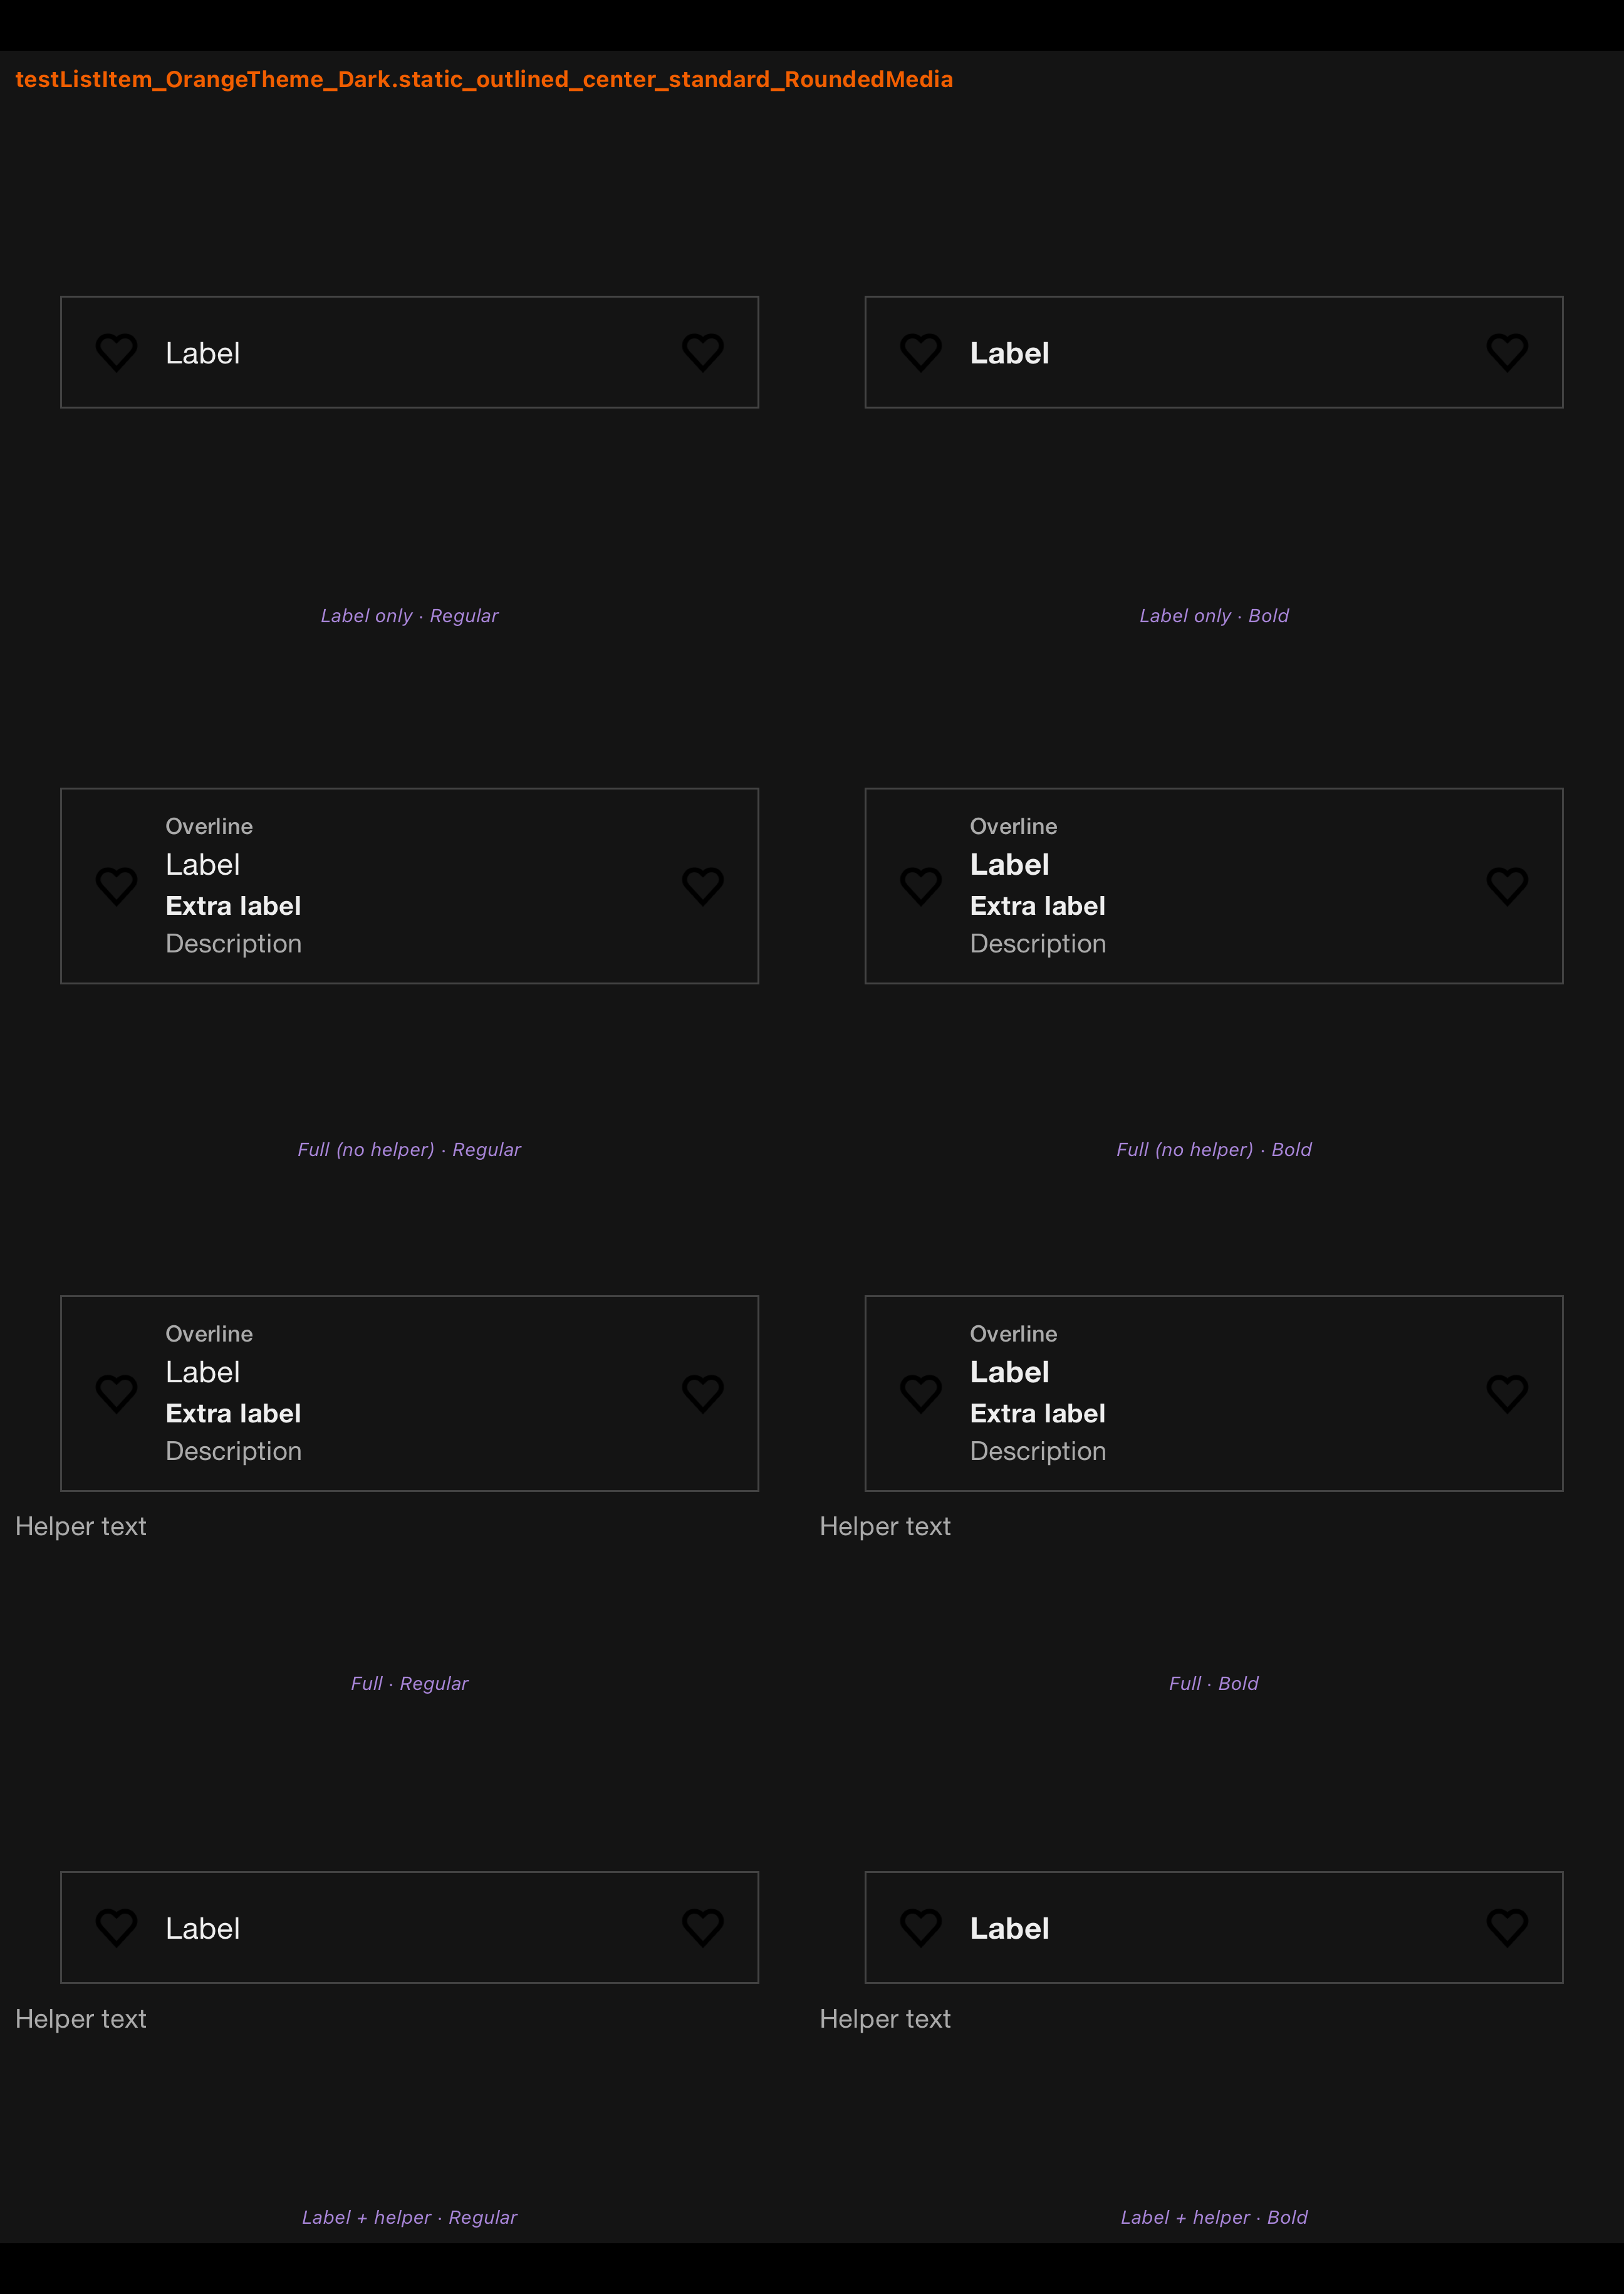 testListItem_OrangeTheme_Dark.static_outlined_center_standard_RoundedMedia
Label
Label
Label only · Regular
Label only · Bold
Overline
Label
Extra label
Description
Overline
Label
Extra label
Description
Full (no helper) · Regular
Full (no helper) · Bold
Overline
Label
Extra label
Description
Helper text
Overline
Label
Extra label
Description
Helper text
Full · Regular
Full · Bold
Label
Helper text
Label
Helper text
Label + helper · Regular
Label + helper · Bold